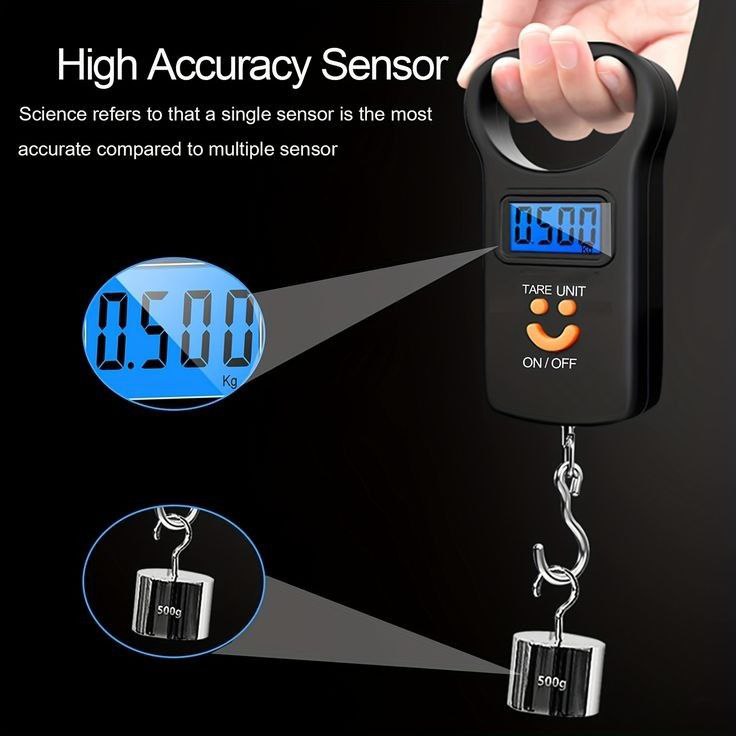 High Accuracy Sensor
Science refers to that a single sensor is the most
accurate compared to multiple sensor
0.500
Kg
TARE UNIT
ON / OFF
0.500
Kg
500g
500g